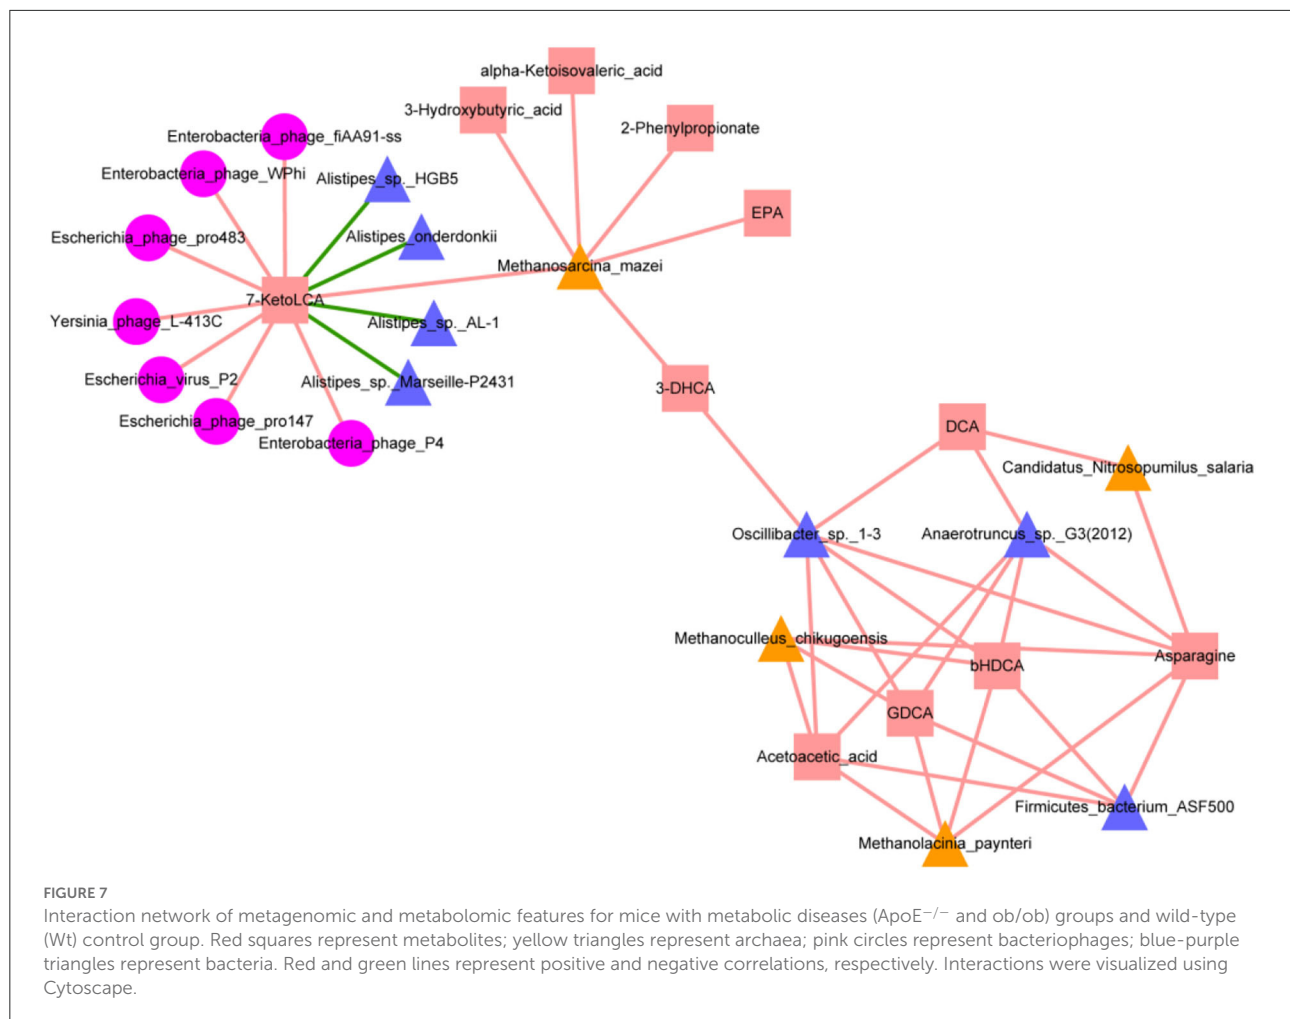 alpha-Ketoisovaleric_acid
3-Hydroxybutyric_acid
2-Phenylpropionate
Enterobacteria_phage_fiAA91-ss
Enterobacteria_phage_WPhi
Alistipes_sp._HGB5
EPA
Escherichia_phage_pro483
Alistipes_onderdonkii
Methanosarcina_mazei
7-KetoLCA
Yersinia_phage_L-413C
Alistipes_sp._AL-1
Escherichia_virus_P2
Alistipes_sp._Marseille-P2431
3-DHCA
Escherichia_phage_pro147
Enterobacteria_phage_P4
DCA
Candidatus_Nitrosopumilus_salaria
Oscillibacter_sp._1-3
Anaerotruncus_sp._G3(2012)
Methanoculleus_chikugoensis
Asparagine
bHDCA
GDCA
Acetoacetic_acid
Firmicutes_bacterium_ASF500
Methanolacinia_paynteri
FIGURE 7
Interaction network of metagenomic and metabolomic features for mice with metabolic diseases (ApoE−/− and ob/ob) groups and wild-type
(Wt) control group. Red squares represent metabolites; yellow triangles represent archaea; pink circles represent bacteriophages; blue-purple
triangles represent bacteria. Red and green lines represent positive and negative correlations, respectively. Interactions were visualized using
Cytoscape.